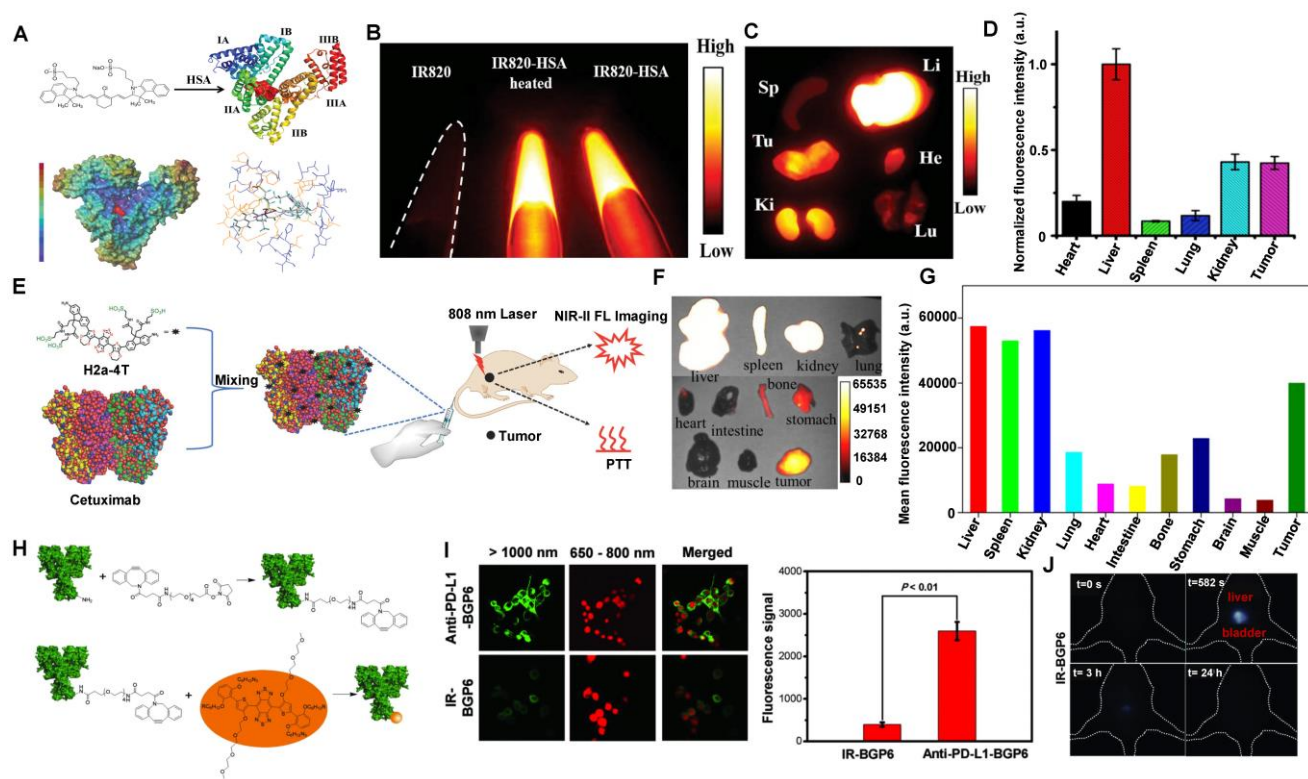 A
IA
IB
IIIB
HSA
IIA
IIIA
IIB
NaO₃S
B
IR820
IR820-HSA
heated
IR820-HSA
High
Low
C
Sp
Li
Tu
He
Ki
Lu
High
Low
D
Normalized fluorescence intensity (a.u.)
1.0
0.5
0
Heart
Liver
Spleen
Lung
Kidney
Tumor
E
HO₃S
SO₃H
H2a-4T
Mixing
Cetuximab
808 nm Laser
NIR-II FL Imaging
Tumor
PTT
F
liver
spleen
kidney
lung
bone
heart
intestine
stomach
brain
muscle
tumor
65535
49151
32768
16384
0
G
Mean fluorescence intensity (a.u.)
60000
40000
20000
0
Liver
Spleen
Kidney
Lung
Heart
Intestine
Bone
Stomach
Brain
Muscle
Tumor
H
NH₂
+
+
I
> 1000 nm
650 - 800 nm
Merged
Anti-PD-L1
-BGP6
IR-
BGP6
Fluorescence signal
4000
3000
2000
1000
0
P < 0.01
IR-BGP6
Anti-PD-L1-BGP6
J
IR-BGP6
t=0 s
t=582 s
liver
bladder
t= 3 h
t= 24 h